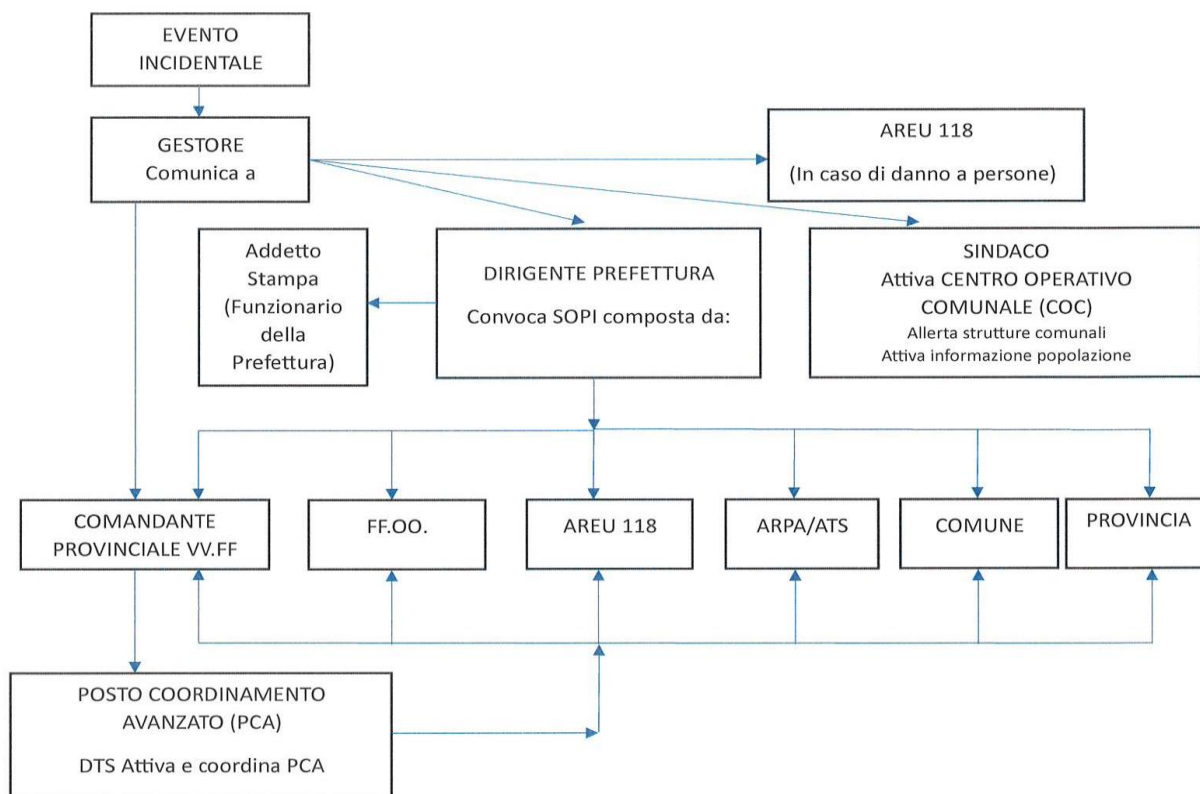 EVENTO
INCIDENTALE
GESTORE
Comunica a
AREU 118
(In caso di danno a persone)
Addetto
Stampa
(Funzionario
della
Prefettura)
DIRIGENTE PREFETTURA
Convoca SOPI composta da:
SINDACO
Attiva CENTRO OPERATIVO
COMUNALE (COC)
Allerta strutture comunali
Attiva informazione popolazione
COMANDANTE
PROVINCIALE VV.FF
FF.OO.
AREU 118
ARPA/ATS
COMUNE
PROVINCIA
POSTO COORDINAMENTO
AVANZATO (PCA)
DTS Attiva e coordina PCA